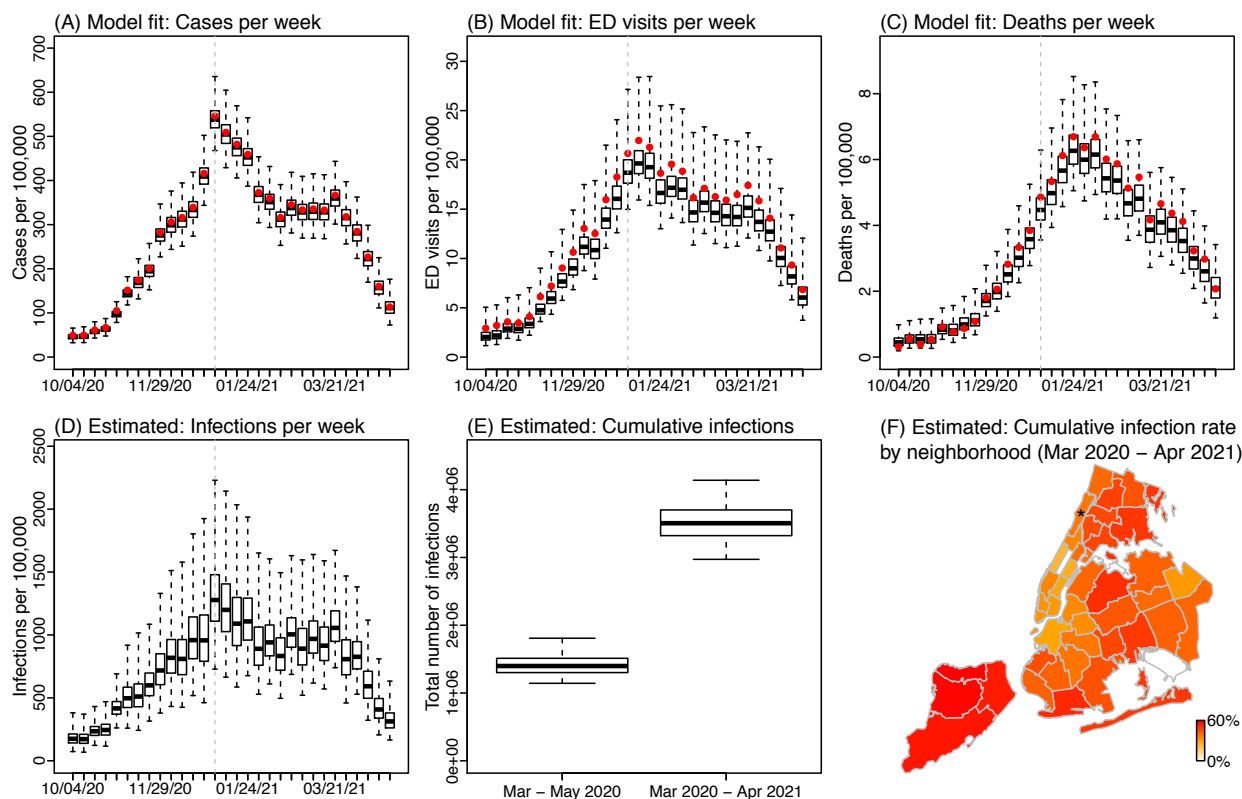 (A) Model fit: Cases per week
Cases per 100,000
0
100
200
300
400
500
600
700
10/04/20
11/29/20
01/24/21
03/21/21
(B) Model fit: ED visits per week
ED visits per 100,000
0
5
10
15
20
25
30
10/04/20
11/29/20
01/24/21
03/21/21
(C) Model fit: Deaths per week
Deaths per 100,000
0
2
4
6
8
10/04/20
11/29/20
01/24/21
03/21/21
(D) Estimated: Infections per week
Infections per 100,000
0
500
1000
1500
2000
2500
10/04/20
11/29/20
01/24/21
03/21/21
(E) Estimated: Cumulative infections
Total number of infections
0e+00
1e+06
2e+06
3e+06
4e+06
Mar − May 2020
Mar 2020 − Apr 2021
(F) Estimated: Cumulative infection rate
by neighborhood (Mar 2020 − Apr 2021)
*
60%
0%